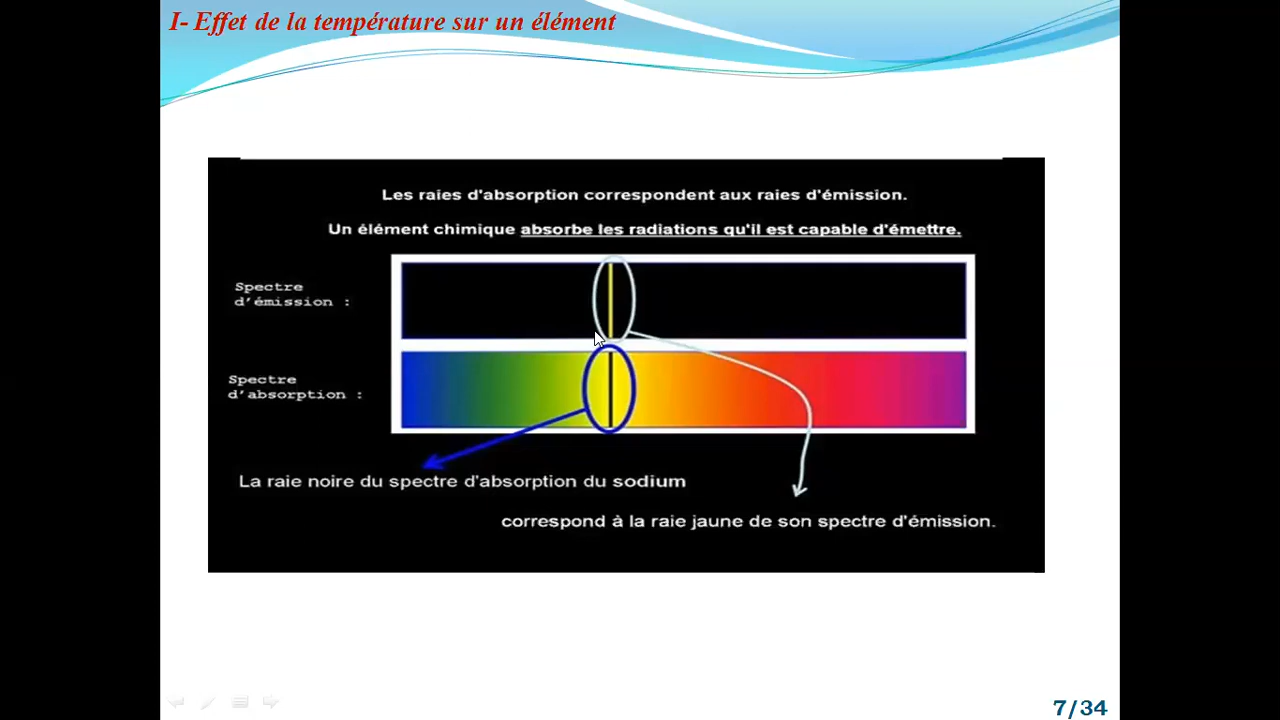 I- Effet de la température sur un élément
Les raies d'absorption correspondent aux raies d'émission.
Un élément chimique absorbe les radiations qu'il est capable d'émettre.
Spectre
d'émission :
Spectre
d'absorption :
La raie noire du spectre d'absorption du sodium
correspond à la raie jaune de son spectre d'émission.
7/34